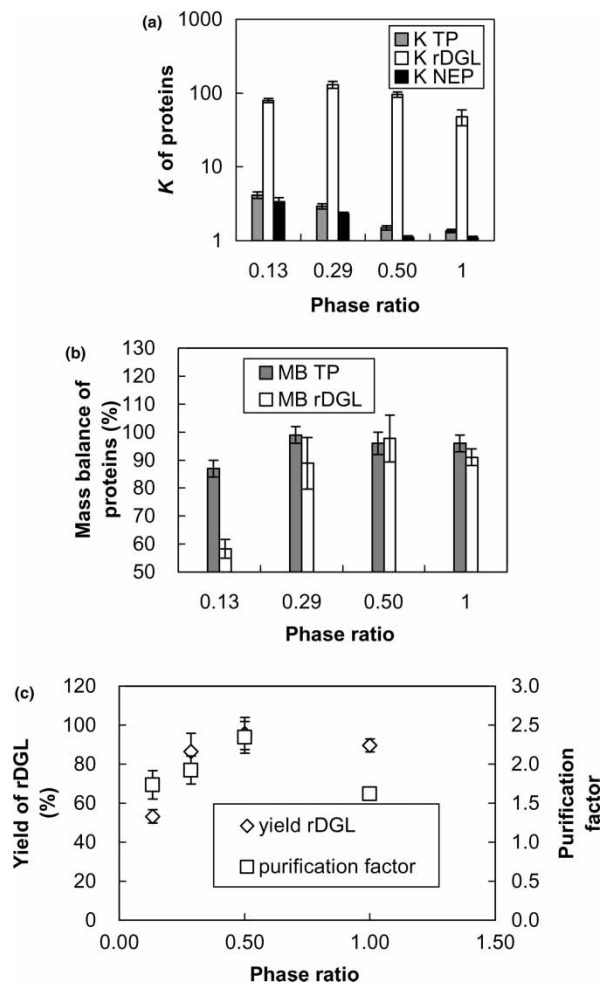 (a)
1000
100
10
1
K of proteins
K TP
K rDGL
K NEP
0.13 0.29 0.50 1
Phase ratio
(b)
130
120
110
100
90
80
70
60
50
Mass balance of
proteins (%)
MB TP
MB rDGL
0.13 0.29 0.50 1
Phase ratio
(c)
120
100
80
60
40
20
0
Yield of rDGL
(%)
yield rDGL
purification factor
3.0
2.5
2.0
1.5
1.0
0.5
0.0
Purification
factor
0.00 0.50 1.00 1.50
Phase ratio